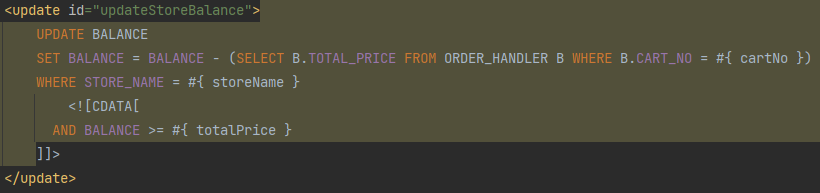 <update id="updateStoreBalance">
UPDATE BALANCE
SET BALANCE = BALANCE - (SELECT B.TOTAL_PRICE FROM ORDER_HANDLER B WHERE B.CART_NO = #{ cartNo })
WHERE STORE_NAME = #{ storeName }
<![CDATA[
AND BALANCE >= #{ totalPrice }
]]>
</update>